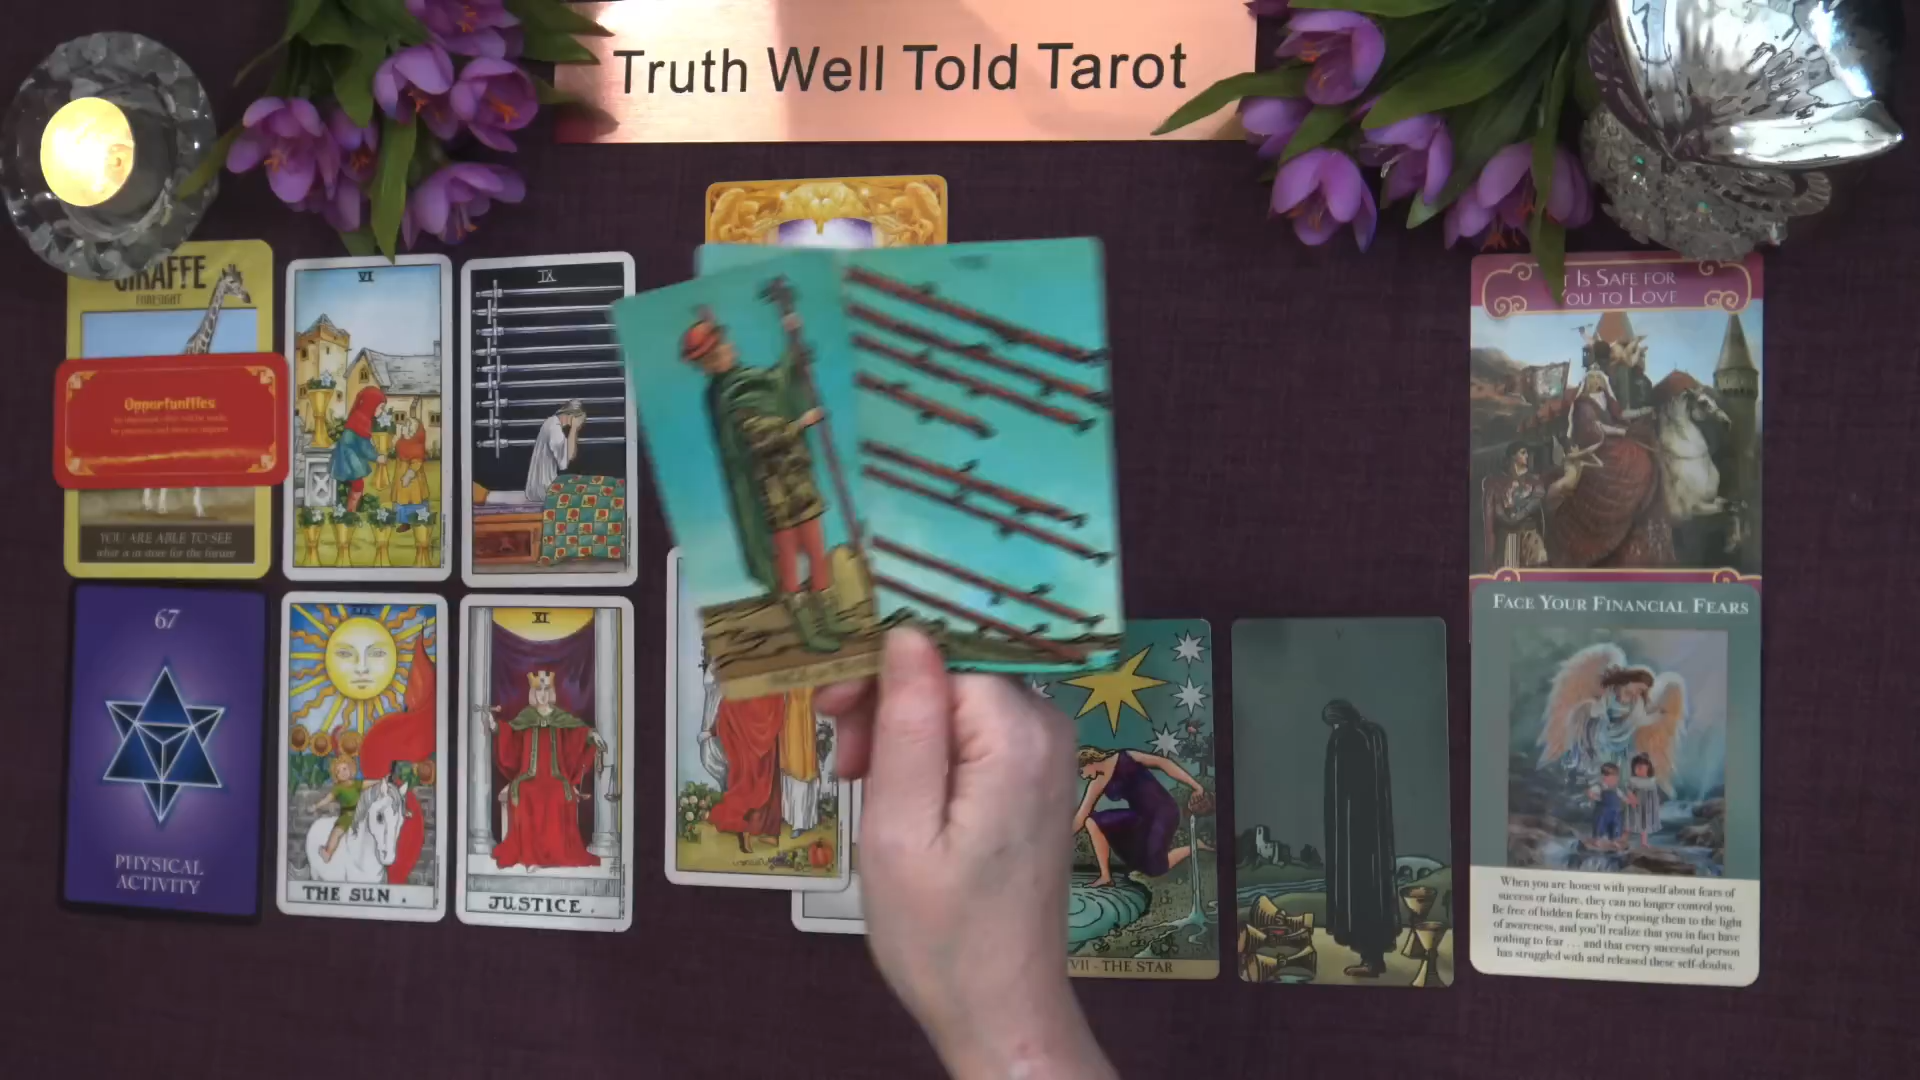 Truth Well Told Tarot
GIRAFFE
FORESIGHT
VI
IX
IT IS SAFE FOR
YOU TO LOVE
Opportunities
YOU ARE ABLE TO SEE
what is in store for the future
67
PHYSICAL
ACTIVITY
THE SUN .
XI
JUSTICE .
VII - THE STAR
V
FACE YOUR FINANCIAL FEARS
When you are honest with yourself about fears of
success or failure, they can no longer control you.
Be free of hidden fears by exposing them to the light
of awareness, and you'll realize that you in fact have
nothing to fear . . . and that every successful person
has struggled with and released these self-doubts.